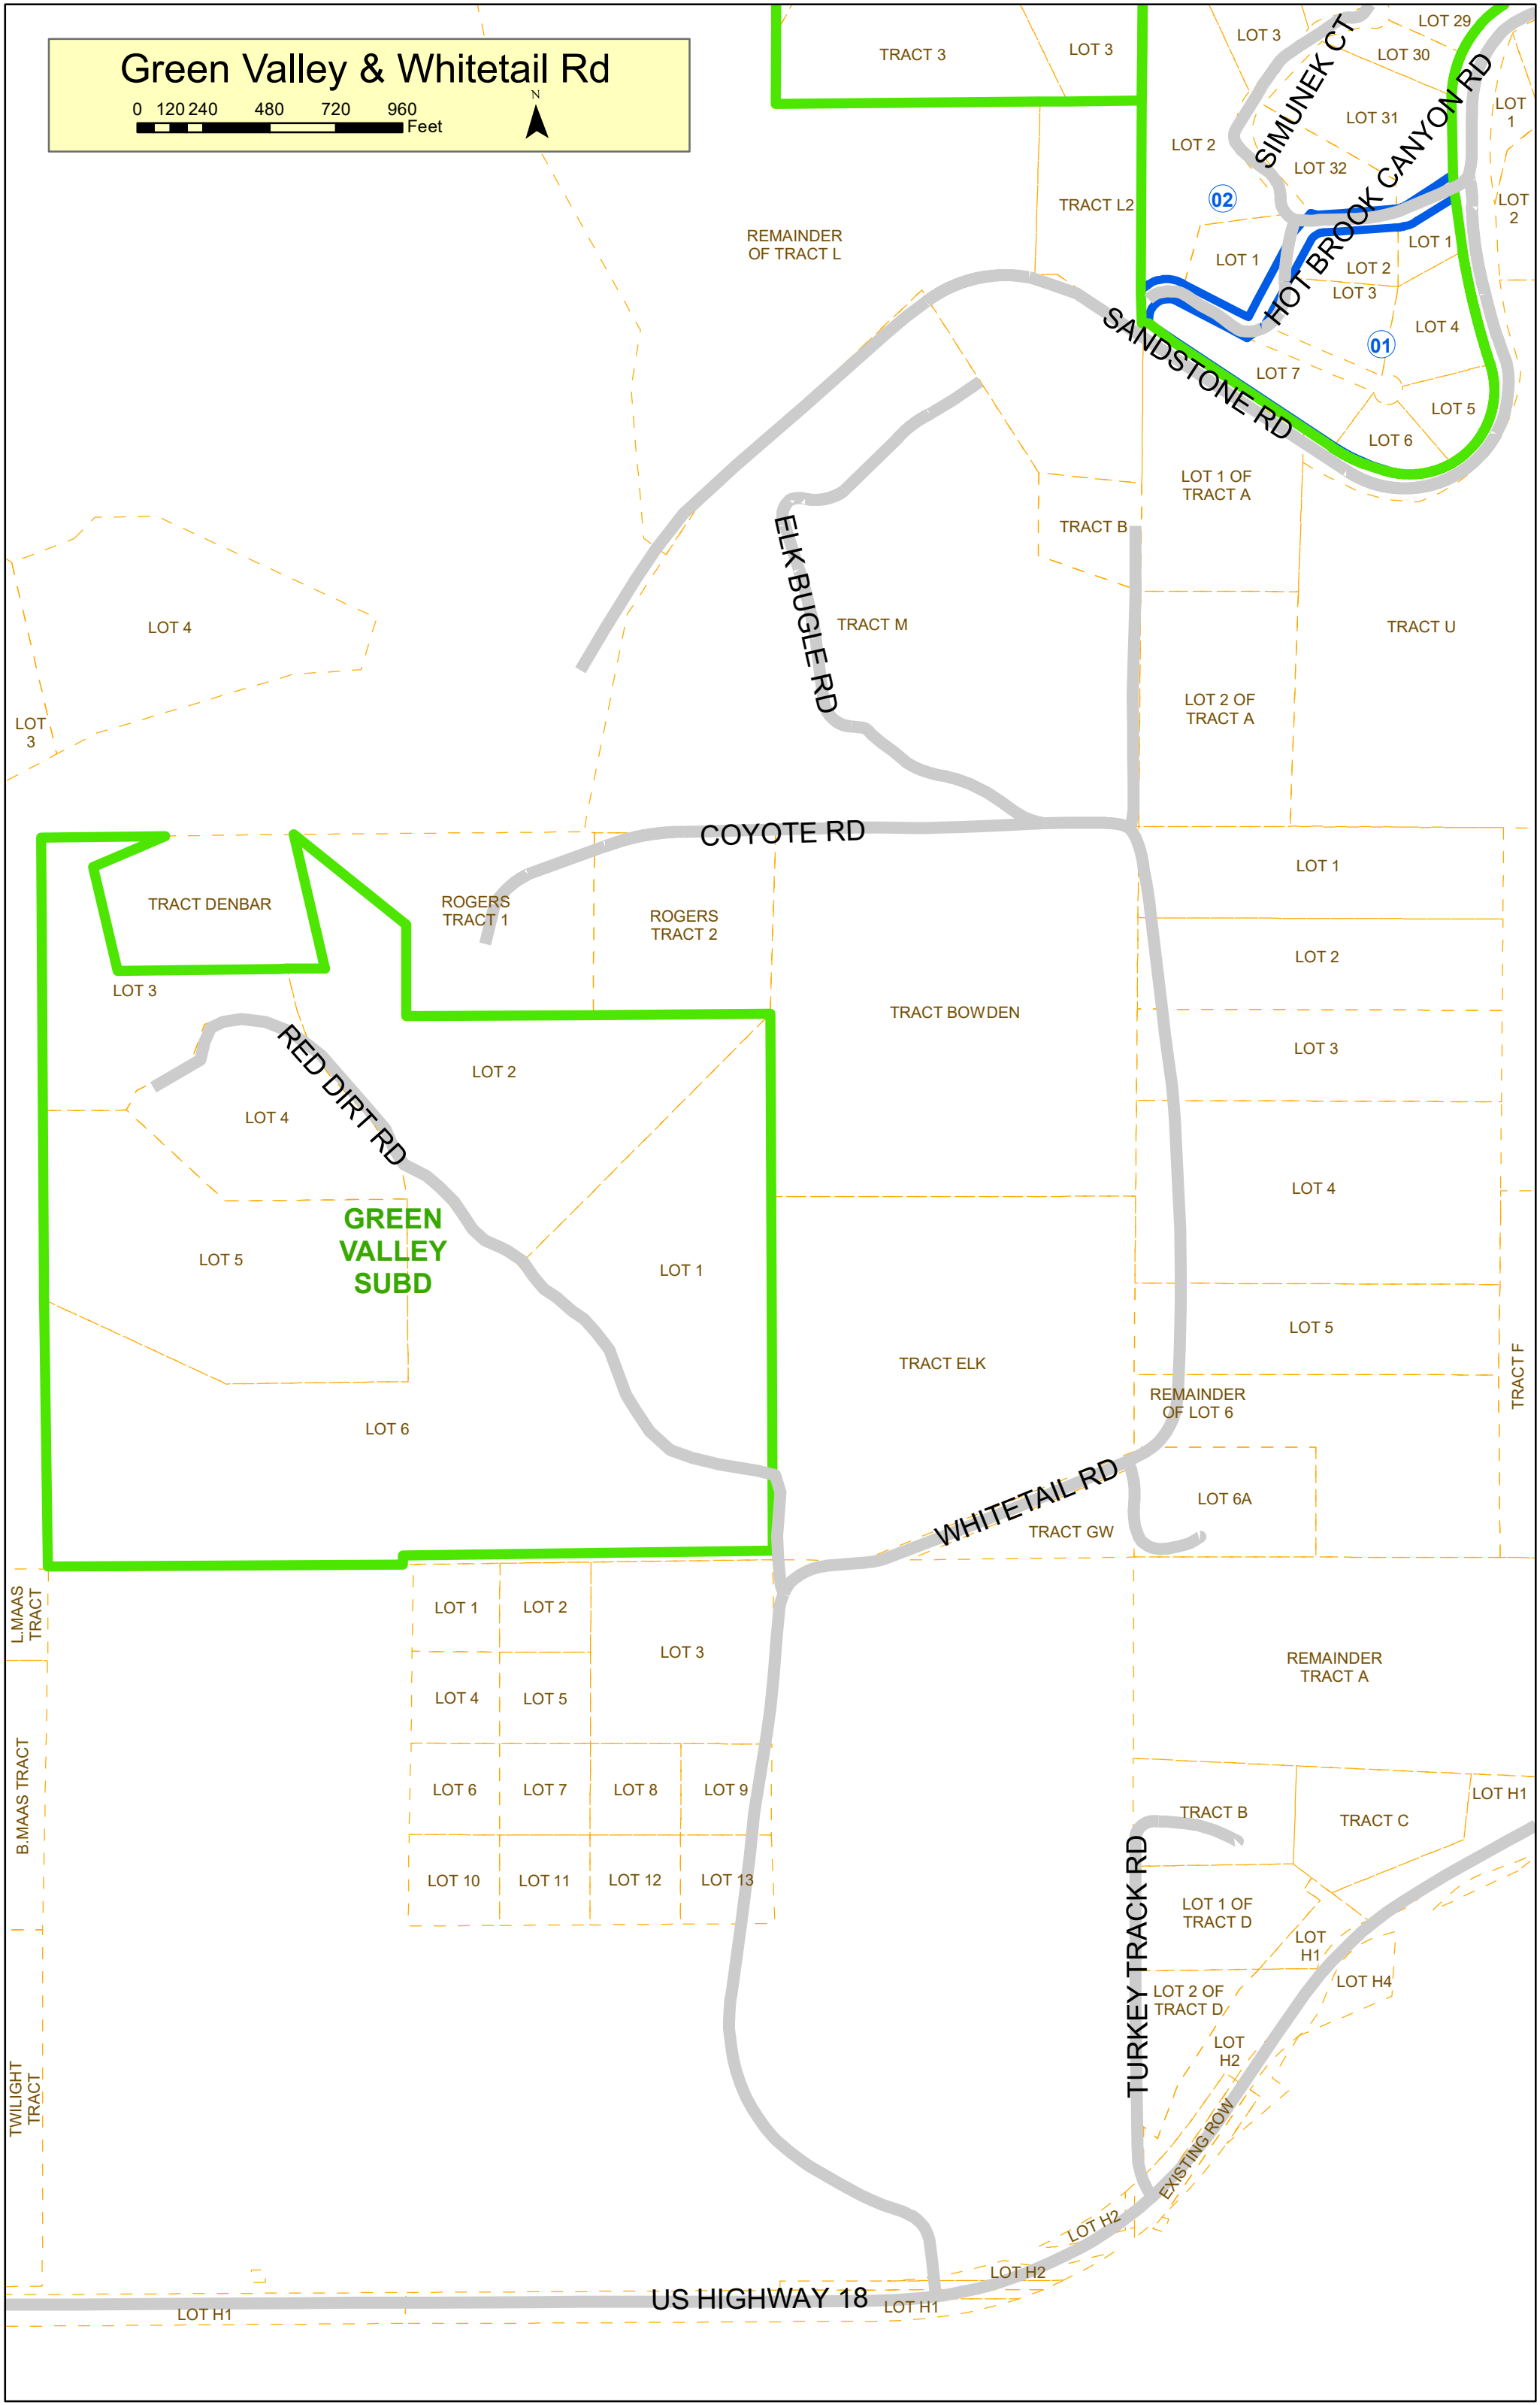 Green Valley & Whitetail Rd
0 120 240 480 720 960
Feet
N
TRACT 3
LOT 3
LOT 3
LOT 29
LOT 30
LOT
1
LOT 31
SIMUNEK CT
HOT BROOK CANYON RD
LOT 2
LOT 32
02
TRACT L2
LOT
2
REMAINDER
OF TRACT L
LOT 1
LOT 1
LOT 2
LOT 3
LOT 4
01
SANDSTONE RD
LOT 7
LOT 5
LOT 6
LOT 1 OF
TRACT A
TRACT B
ELK BUGLE RD
TRACT M
TRACT U
LOT 4
LOT
3
LOT 2 OF
TRACT A
COYOTE RD
LOT 1
TRACT DENBAR
ROGERS
TRACT 1
ROGERS
TRACT 2
LOT 2
LOT 3
TRACT BOWDEN
RED DIRT RD
LOT 2
LOT 3
LOT 4
LOT 4
GREEN
VALLEY
SUBD
LOT 5
LOT 1
LOT 5
TRACT ELK
TRACT F
REMAINDER
OF LOT 6
LOT 6
WHITETAIL RD
LOT 6A
TRACT GW
L.MAAS
TRACT
LOT 1
LOT 2
LOT 3
REMAINDER
TRACT A
LOT 4
LOT 5
B.MAAS TRACT
LOT 6
LOT 7
LOT 8
LOT 9
LOT H1
TRACT B
TRACT C
LOT 10
LOT 11
LOT 12
LOT 13
TURKEY TRACK RD
LOT 1 OF
TRACT D
LOT
H1
LOT H4
LOT 2 OF
TRACT D
LOT
H2
TWILIGHT
TRACT
EXISTING ROW
LOT H2
LOT H2
US HIGHWAY 18
LOT H1
LOT H1